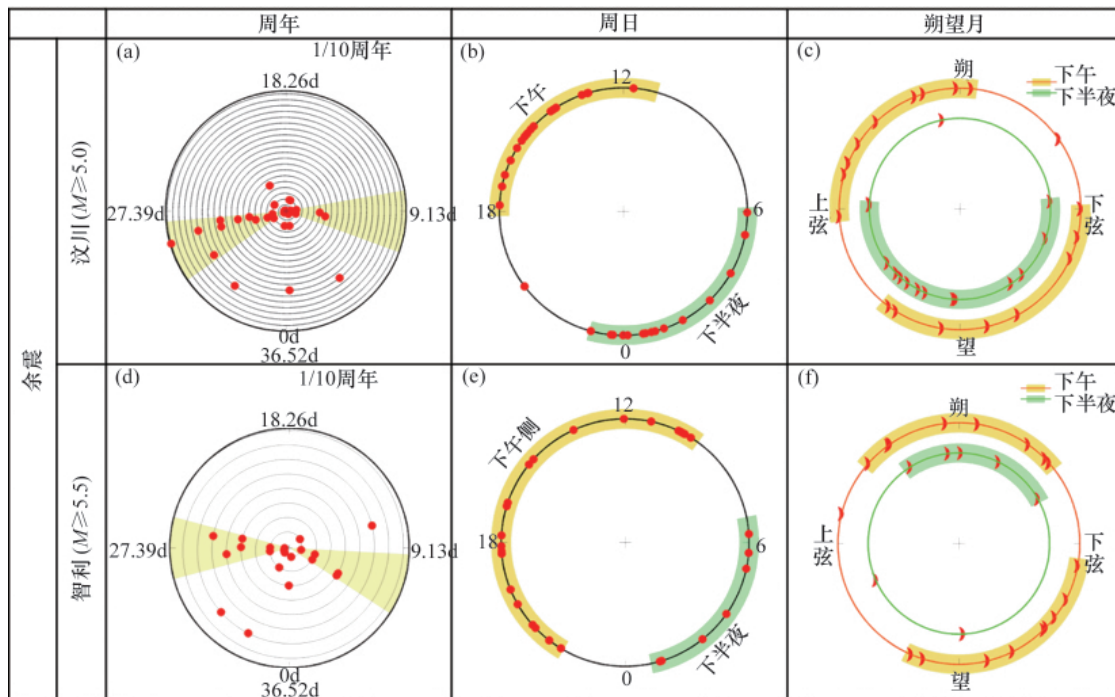 周年
周日
朔望月
余震
汶川 (M≥5.0)
(a)
1/10周年
18.26d
27.39d
9.13d
0d
36.52d
(b)
12
下午
18
6
下半夜
0
(c)
朔
下午
下半夜
上弦
下弦
望
智利 (M≥5.5)
(d)
1/10周年
18.26d
27.39d
9.13d
0d
36.52d
(e)
12
下午侧
18
6
下半夜
0
(f)
朔
下午
下半夜
上弦
下弦
望